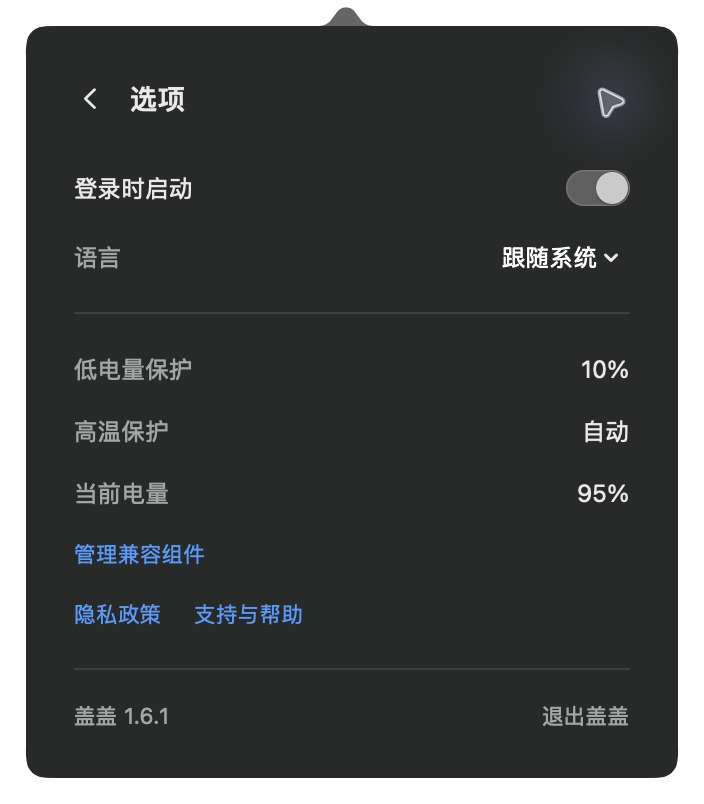 选项
登录时启动
语言 跟随系统
低电量保护 10%
高温保护 自动
当前电量 95%
管理兼容组件
隐私政策 支持与帮助
盖盖 1.6.1 退出盖盖